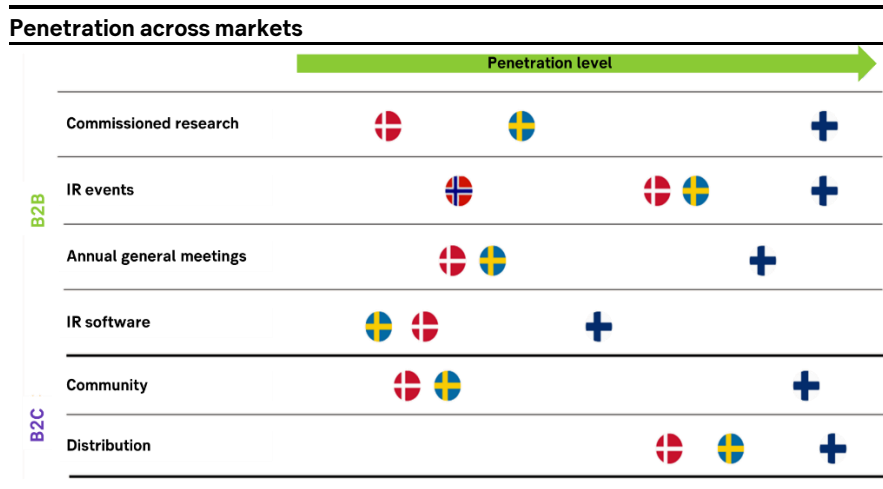 Penetration across markets
Penetration level
B2B
Commissioned research
IR events
Annual general meetings
IR software
B2C
Community
Distribution